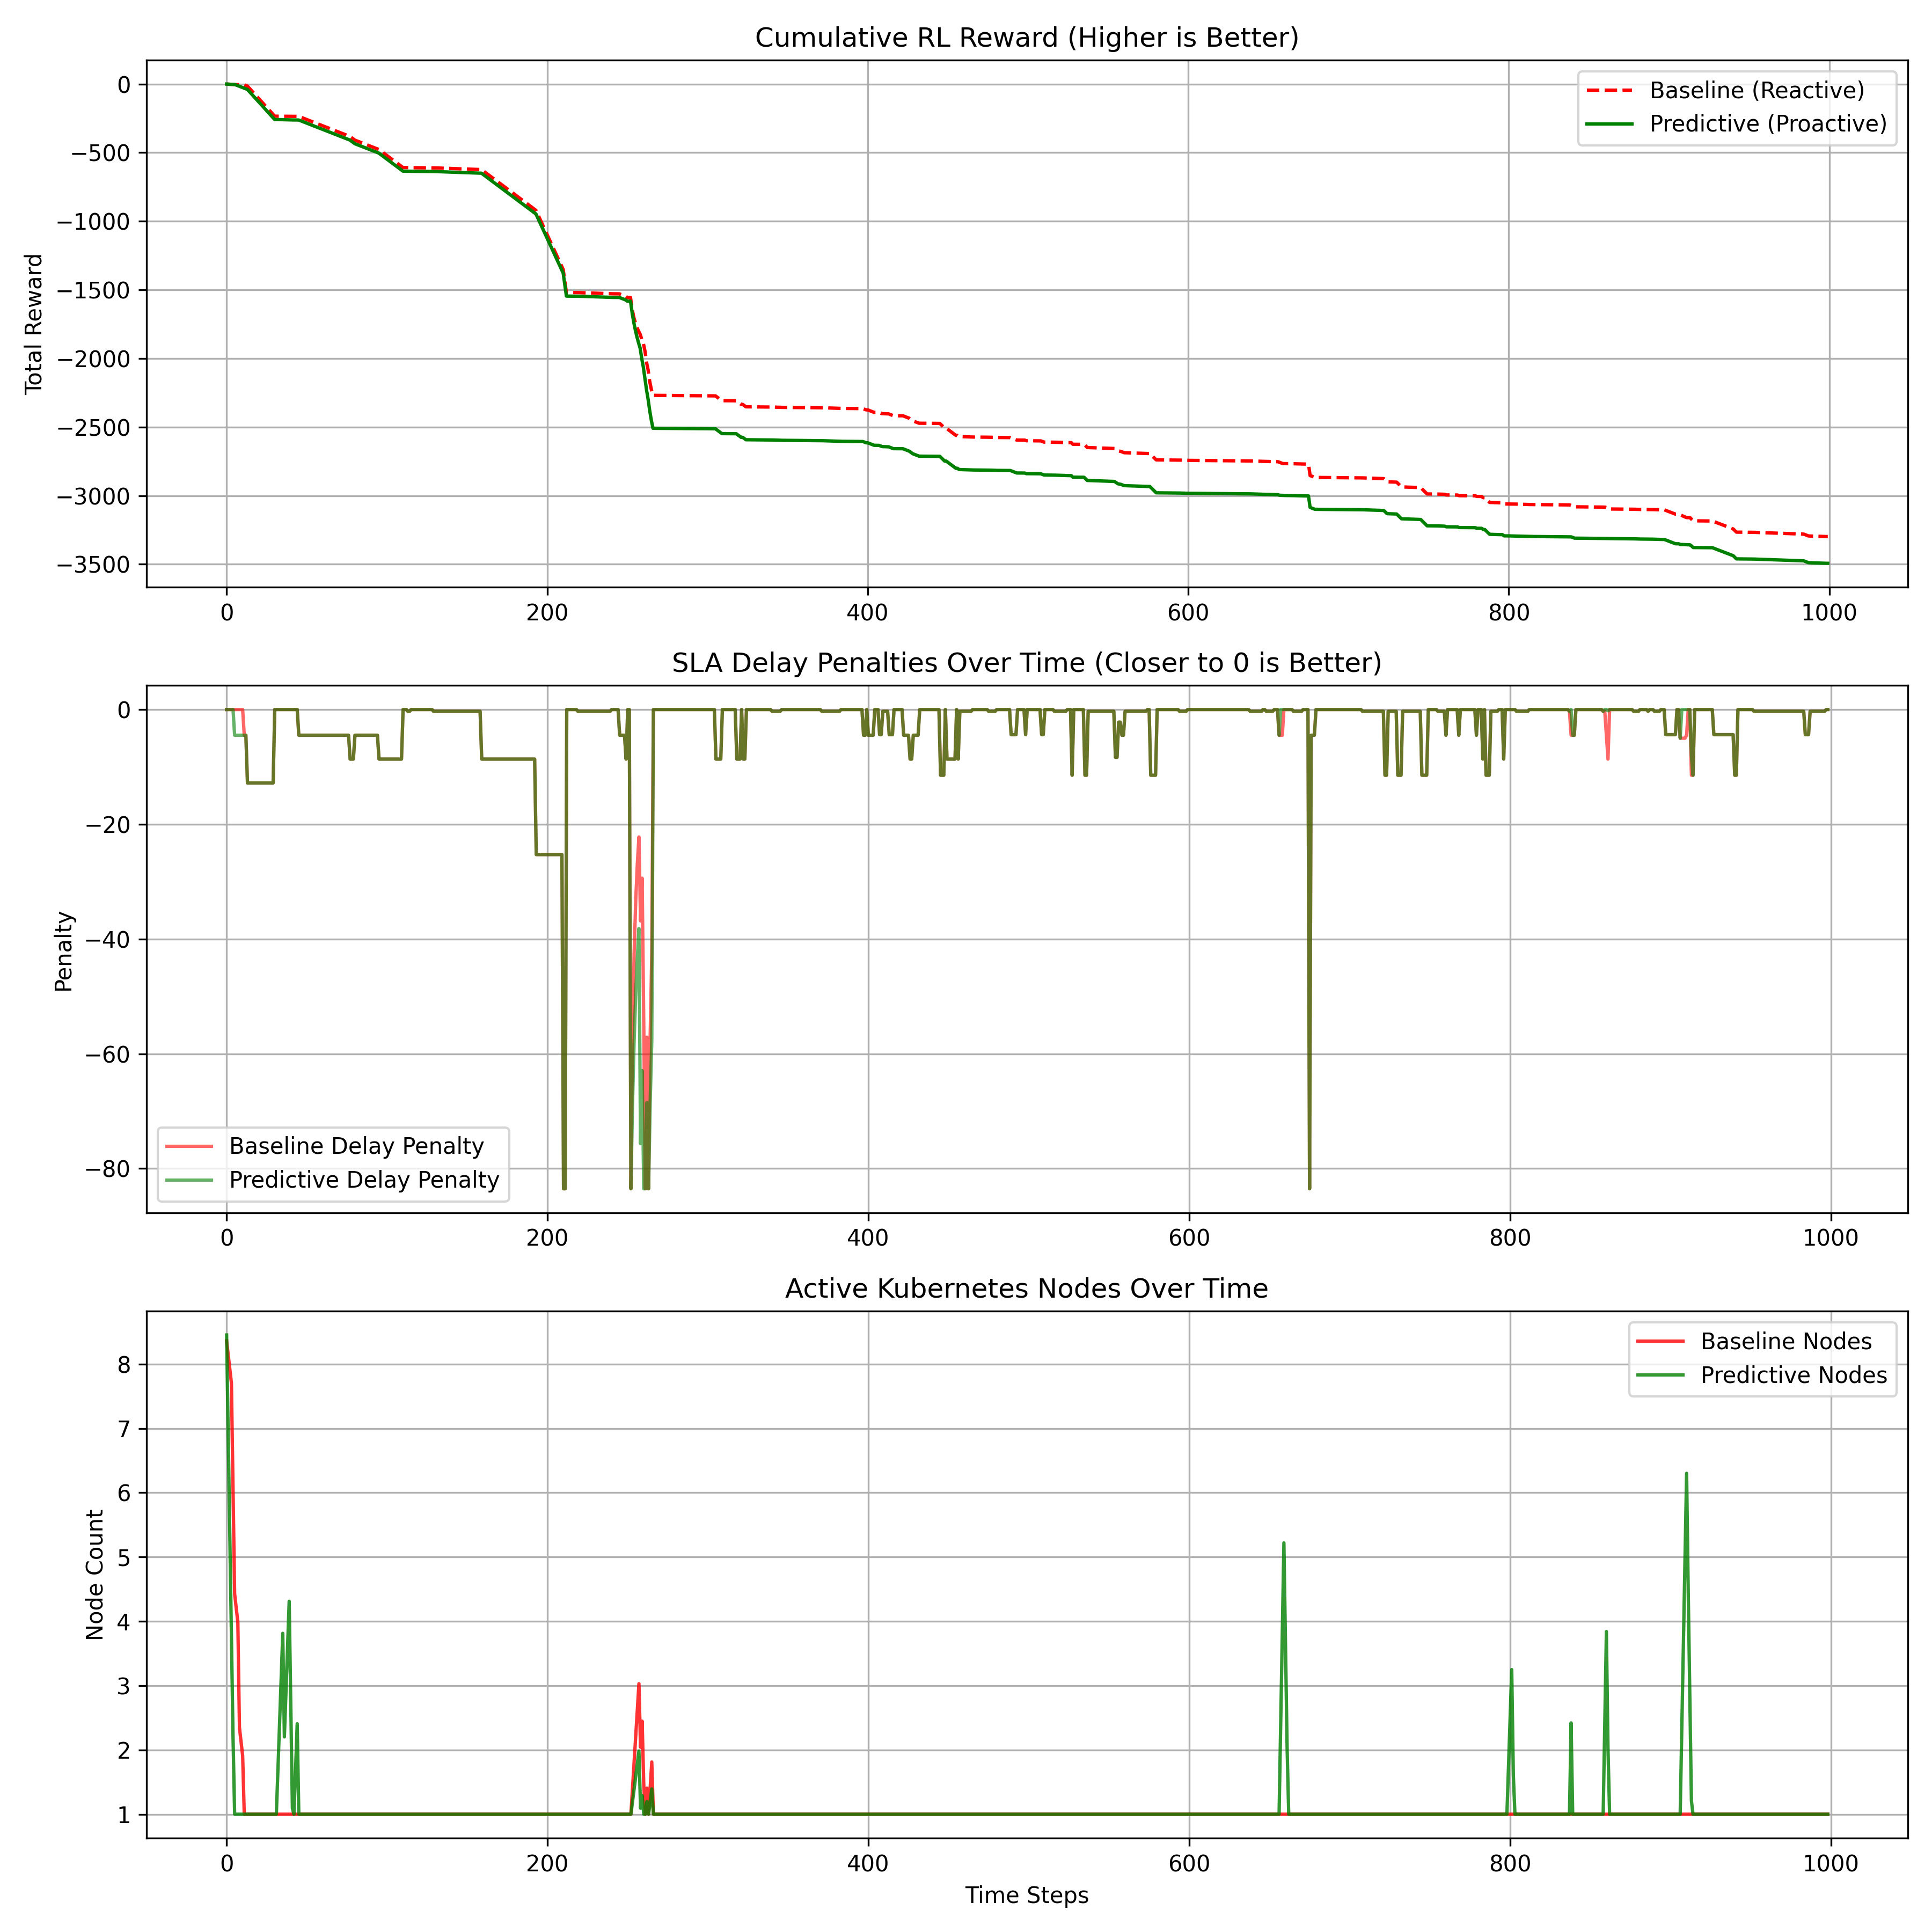 Cumulative RL Reward (Higher is Better)
Total Reward
0
−500
−1000
−1500
−2000
−2500
−3000
−3500
Baseline (Reactive)
Predictive (Proactive)
0 200 400 600 800 1000
SLA Delay Penalties Over Time (Closer to 0 is Better)
Penalty
0
−20
−40
−60
−80
Baseline Delay Penalty
Predictive Delay Penalty
0 200 400 600 800 1000
Active Kubernetes Nodes Over Time
Node Count
8
7
6
5
4
3
2
1
Baseline Nodes
Predictive Nodes
0 200 400 600 800 1000
Time Steps